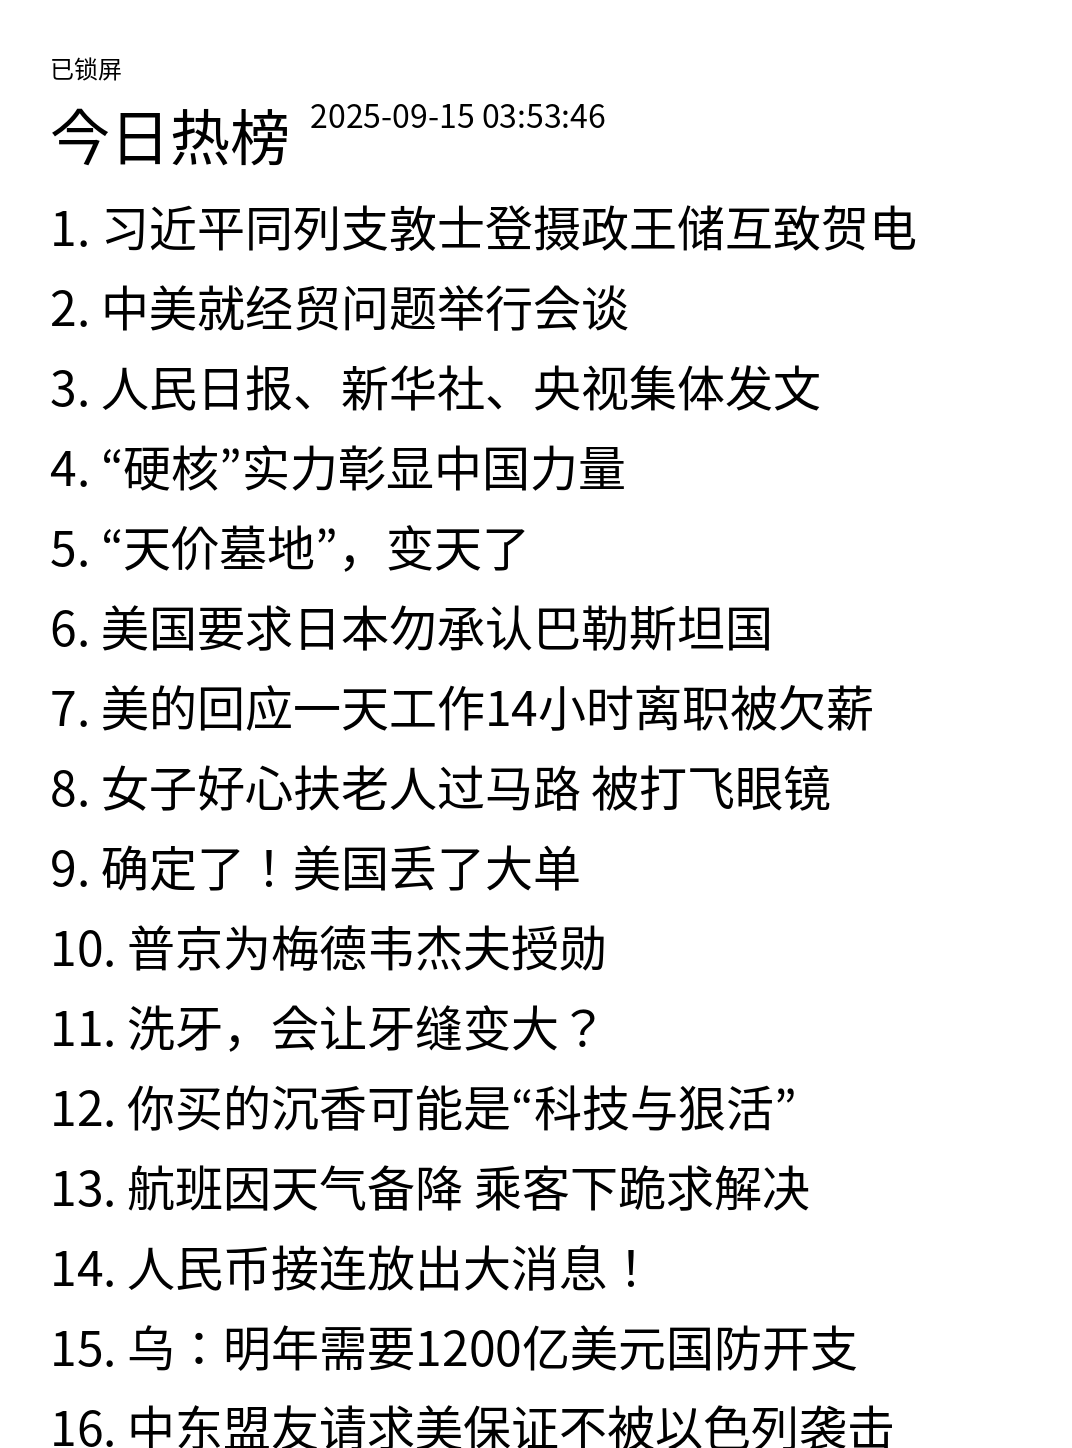 已锁屏
今日热榜 2025-09-15 03:53:46
1. 习近平同列支敦士登摄政王储互致贺电
2. 中美就经贸问题举行会谈
3. 人民日报、新华社、央视集体发文
4. “硬核”实力彰显中国力量
5. “天价墓地”，变天了
6. 美国要求日本勿承认巴勒斯坦国
7. 美的回应一天工作14小时离职被欠薪
8. 女子好心扶老人过马路 被打飞眼镜
9. 确定了！美国丢了大单
10. 普京为梅德韦杰夫授勋
11. 洗牙，会让牙缝变大？
12. 你买的沉香可能是“科技与狠活”
13. 航班因天气备降 乘客下跪求解决
14. 人民币接连放出大消息！
15. 乌：明年需要1200亿美元国防开支
16. 中东盟友请求美保证不被以色列袭击